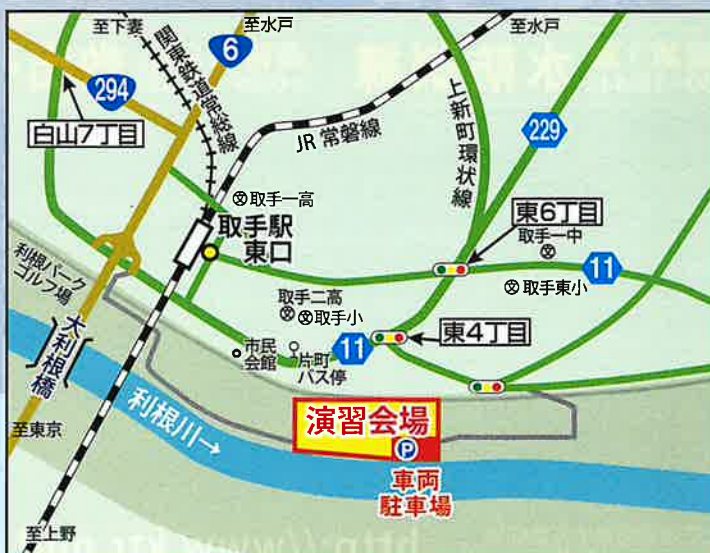 至下妻
至水戸
至水戸
6
294
白山7丁目
関東鉄道常総線
JR 常磐線
上新町環状線
229
取手一高
取手駅
東口
東6丁目
取手一中
11
取手東小
利根パーク
ゴルフ場
大利根橋
取手二高
取手小
市民
会館
片町
バス停
11
東4丁目
利根川→
至東京
演習会場
P
車両
駐車場
至上野